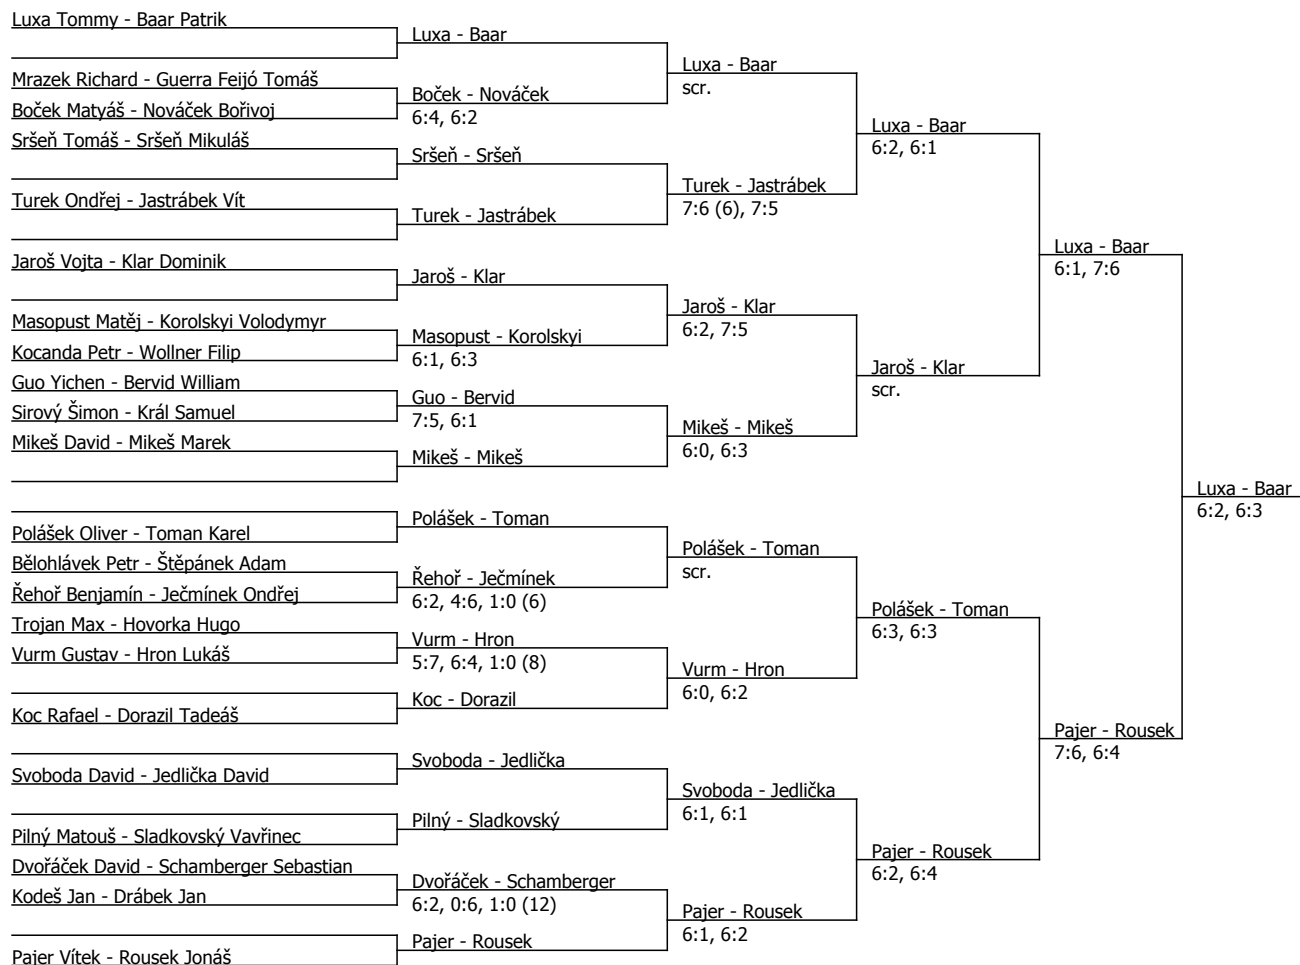 Luxa Tommy - Baar Patrik
Mrazek Richard - Guerra Feijó Tomáš
Boček Matyáš - Nováček Bořivoj
Sršeň Tomáš - Sršeň Mikuláš
Turek Ondřej - Jastrábek Vít
Jaroš Vojta - Klar Dominik
Masopust Matěj - Korolskyi Volodymyr
Kocanda Petr - Wollner Filip
Guo Yichen - Bervid William
Sirový Šimon - Král Samuel
Mikeš David - Mikeš Marek
Polášek Oliver - Toman Karel
Bělohlávek Petr - Štěpánek Adam
Řehoř Benjamín - Ječmínek Ondřej
Trojan Max - Hovorka Hugo
Vurm Gustav - Hron Lukáš
Koc Rafael - Dorazil Tadeáš
Svoboda David - Jedlička David
Pilný Matouš - Sladkovský Vavřinec
Dvořáček David - Schamberger Sebastian
Kodeš Jan - Drábek Jan
Pajer Vítek - Rousek Jonáš
Luxa - Baar
Boček - Nováček
6:4, 6:2
Sršeň - Sršeň
Turek - Jastrábek
Jaroš - Klar
Masopust - Korolskyi
6:1, 6:3
Guo - Bervid
7:5, 6:1
Mikeš - Mikeš
Polášek - Toman
Řehoř - Ječmínek
6:2, 4:6, 1:0 (6)
Vurm - Hron
5:7, 6:4, 1:0 (8)
Koc - Dorazil
Svoboda - Jedlička
Pilný - Sladkovský
Dvořáček - Schamberger
6:2, 0:6, 1:0 (12)
Pajer - Rousek
Luxa - Baar
scr.
Turek - Jastrábek
7:6 (6), 7:5
Jaroš - Klar
6:2, 7:5
Mikeš - Mikeš
6:0, 6:3
Polášek - Toman
scr.
Vurm - Hron
6:0, 6:2
Svoboda - Jedlička
6:1, 6:1
Pajer - Rousek
6:1, 6:2
Luxa - Baar
6:2, 6:1
Jaroš - Klar
scr.
Polášek - Toman
6:3, 6:3
Pajer - Rousek
6:2, 6:4
Luxa - Baar
6:1, 7:6
Pajer - Rousek
7:6, 6:4
Luxa - Baar
6:2, 6:3